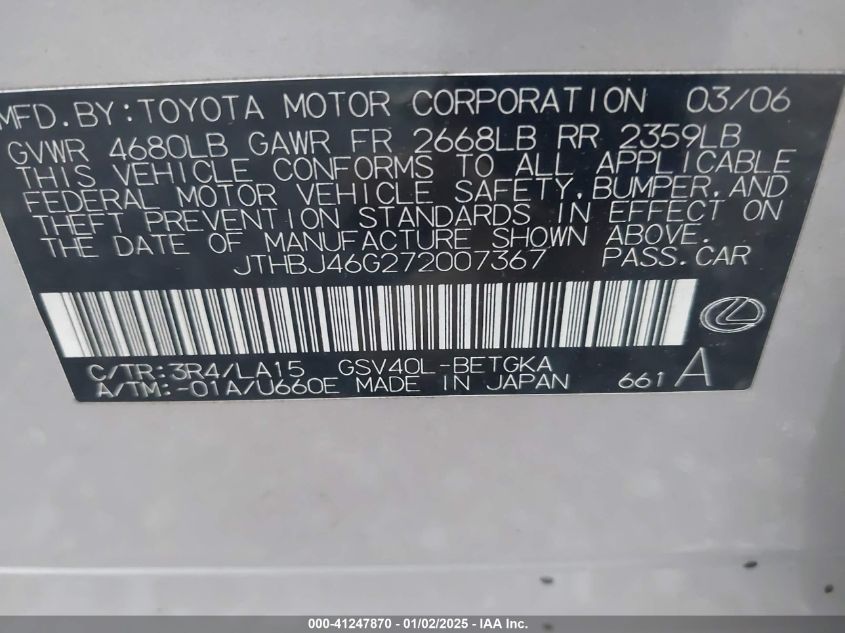 MFD. BY: TOYOTA MOTOR CORPORATION 03/06
GVWR 4680LB GAWR FR 2668LB RR 2359LB
THIS VEHICLE CONFORMS TO ALL APPLICABLE
FEDERAL MOTOR VEHICLE SAFETY, BUMPER, AND
THEFT PREVENTION STANDARDS IN EFFECT ON
THE DATE OF MANUFACTURE SHOWN ABOVE.
JTHBJ46G272007367 PASS. CAR
C/TR: 3R4/LA15 GSV40L-BETGKA
A/TM: -01A/U660E MADE IN JAPAN 661 A
000-41247870 - 01/02/2025 - IAA Inc.